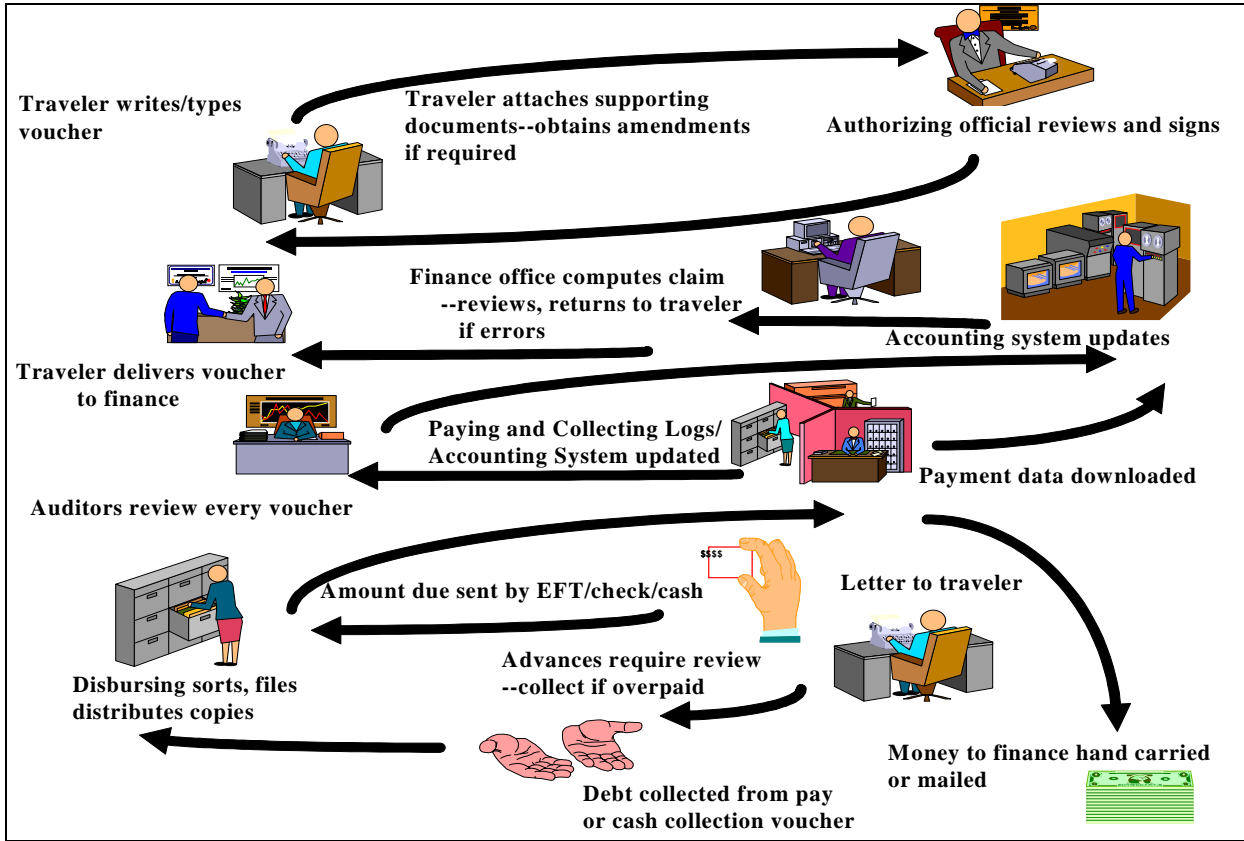 Traveler writes/types
voucher
Traveler attaches supporting
documents--obtains amendments
if required
Authorizing official reviews and signs
Finance office computes claim
--reviews, returns to traveler
if errors
Accounting system updates
Traveler delivers voucher
to finance
Paying and Collecting Logs/
Accounting System updated
Payment data downloaded
Auditors review every voucher
$$$$
Amount due sent by EFT/check/cash
Letter to traveler
Advances require review
--collect if overpaid
Disbursing sorts, files
distributes copies
Money to finance hand carried
or mailed
Debt collected from pay
or cash collection voucher